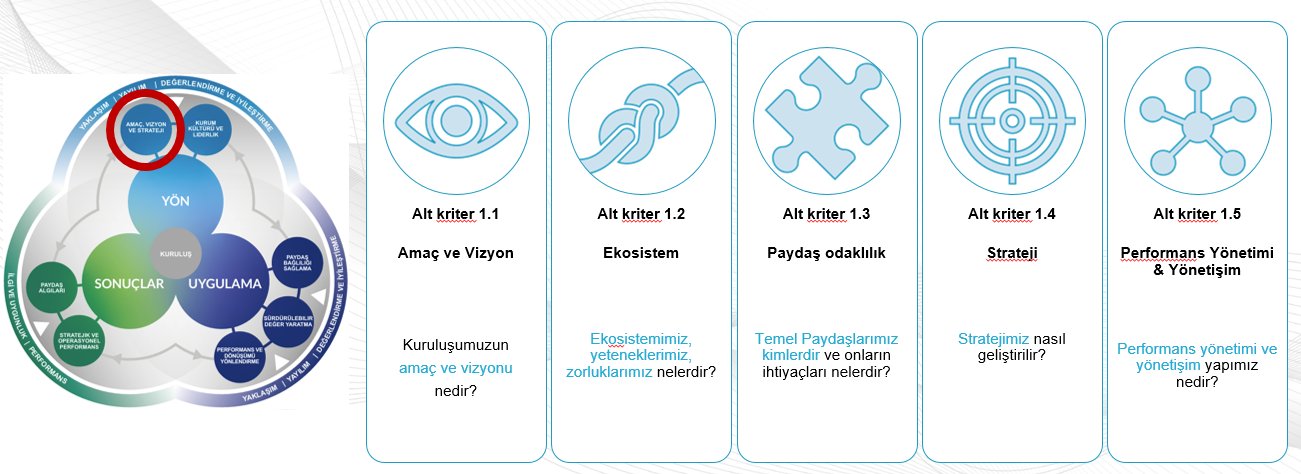 YAKLAŞIM | YAYILIM | DEĞERLENDİRME VE İYİLEŞTİRME
AMAÇ, VİZYON
VE STRATEJİ
KURUM
KÜLTÜRÜ VE
LİDERLİK
YÖN
KURULUŞ
SONUÇLAR
UYGULAMA
PAYDAŞ
ALGILARI
STRATEJİK VE
OPERASYONEL
PERFORMANS
PAYDAŞ
BAĞLILIĞI
SAĞLAMA
SÜRDÜRÜLEBİLİR
DEĞER YARATMA
PERFORMANS VE
DÖNÜŞÜMÜ
YÖNLENDİRME
İLGİ VE UYGUNLUK | PERFORMANS
YAKLAŞIM | YAYILIM | DEĞERLENDİRME VE İYİLEŞTİRME
Alt kriter 1.1
Amaç ve Vizyon
Kuruluşumuzun
amaç ve vizyonu
nedir?
Alt kriter 1.2
Ekosistem
Ekosistemimiz,
yeteneklerimiz,
zorluklarımız nelerdir?
Alt kriter 1.3
Paydaş odaklılık
Temel Paydaşlarımız
kimlerdir ve onların
ihtiyaçları nelerdir?
Alt kriter 1.4
Strateji
Stratejimiz nasıl
geliştirilir?
Alt kriter 1.5
Performans Yönetimi
& Yönetişim
Performans yönetimi ve
yönetişim yapımız
nedir?